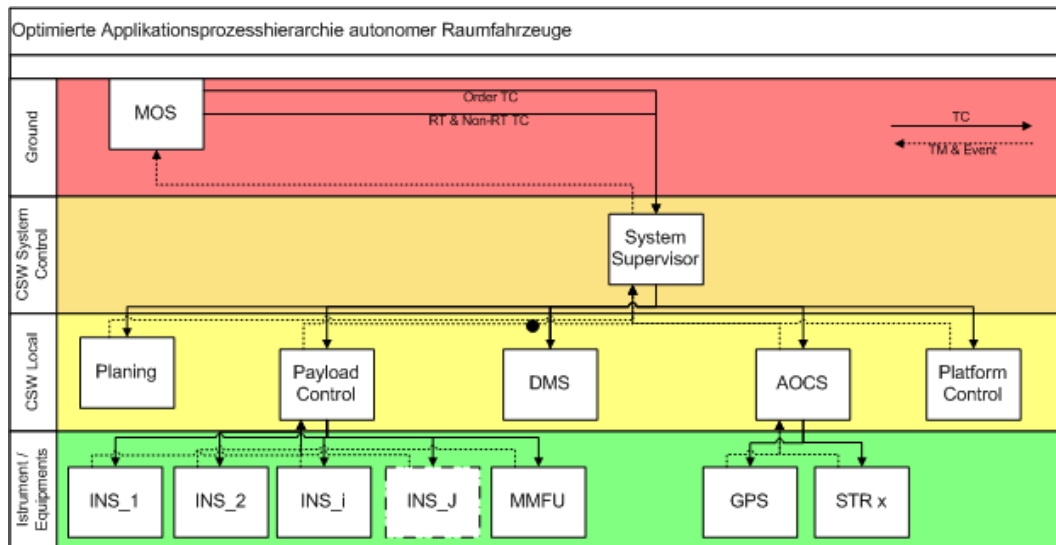 Optimierte Applikationsprozesshierarchie autonomer Raumfahrzeuge
Ground
MOS
Order TC
RT & Non-RT TC
TC
TM & Event
CSW System
Control
System
Supervisor
CSW Local
Planing
Payload
Control
DMS
AOCS
Platform
Control
Istrument /
Equipments
INS_1
INS_2
INS_i
INS_J
MMFU
GPS
STR x